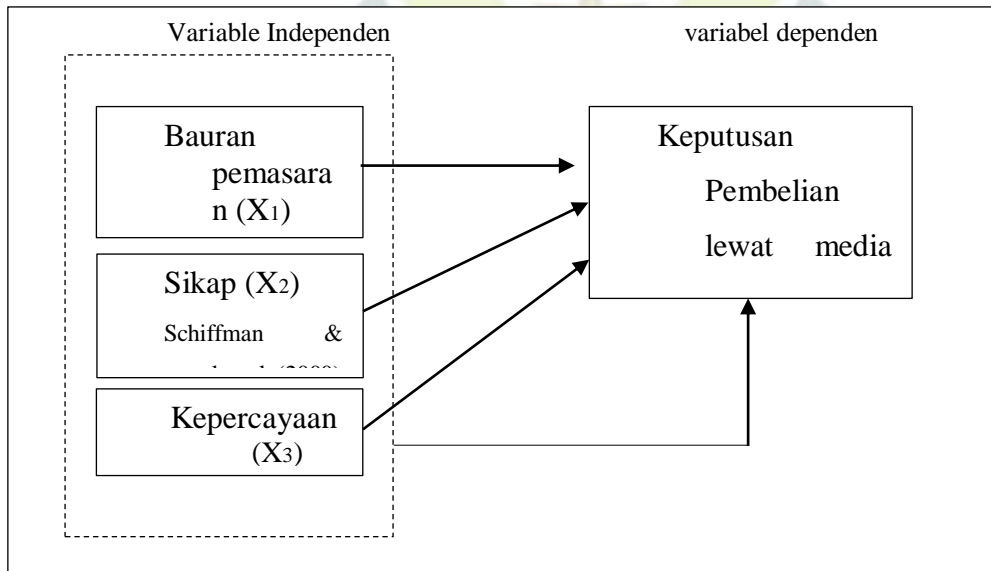 Variable Independen
variabel dependen
Bauran
pemasara
n (X1)
Sikap (X2)
Schiffman &
Kepercayaan
(X3)
Keputusan
Pembelian
lewat media